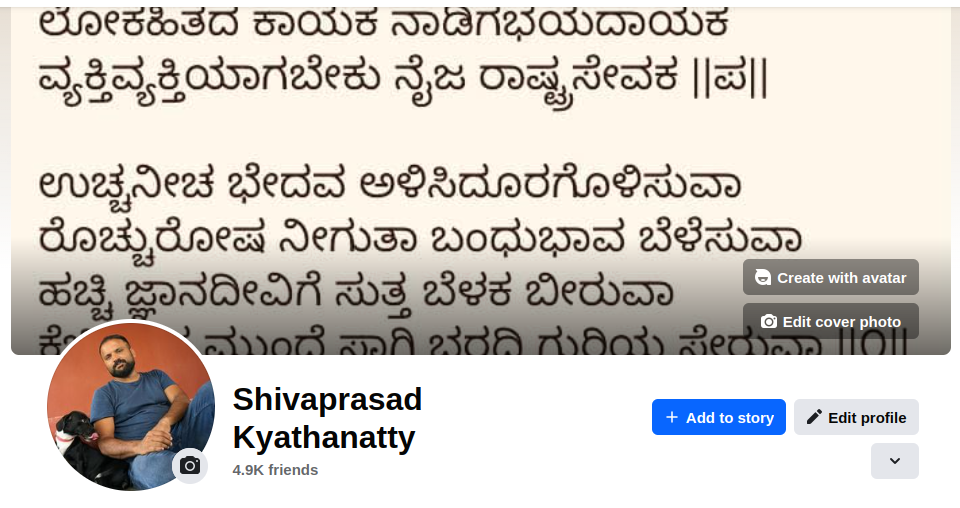 ಲೋಕಹಿತದ ಕಾಯಕ ನಾಡಿಗಭಯದಾಯಕ
ವ್ಯಕ್ತಿವ್ಯಕ್ತಿಯಾಗಬೇಕು ನೈಜ ರಾಷ್ಟ್ರಸೇವಕ ||ಪ||
ಉಚ್ಚನೀಚ ಭೇದವ ಅಳಿಸಿದೂರಗೊಳಿಸುವಾ
ರೊಚ್ಚುರೋಷ ನೀಗುತಾ ಬಂಧುಭಾವ ಬೆಳೆಸುವಾ
ಹಚ್ಚಿ ಜ್ಞಾನದೀವಿಗೆ ಸುತ್ತ ಬೆಳಕ ಬೀರುವಾ
ಮುಂದೆ ಸಾಗಿ ಭರದಿ ಗುರಿಯ ಸೇರುವಾ ||೧||
Create with avatar
Edit cover photo
Shivaprasad
Kyathanatty
4.9K friends
+ Add to story
Edit profile